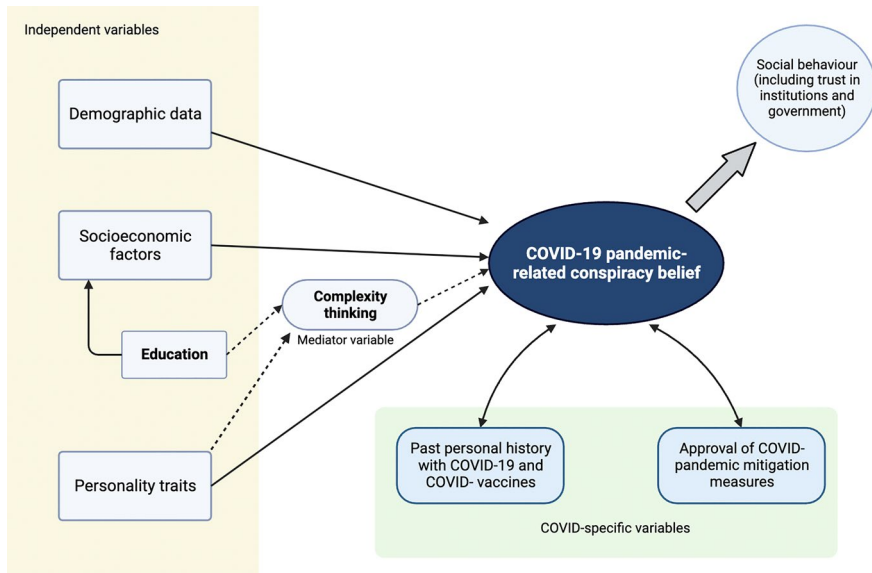 Independent variables
Demographic data
Socioeconomic
factors
Education
Personality traits
Complexity
thinking
Mediator variable
COVID-19 pandemic-
related conspiracy belief
Social behaviour
(including trust in
institutions and
government)
Past personal history
with COVID-19 and
COVID- vaccines
Approval of COVID-
pandemic mitigation
measures
COVID-specific variables